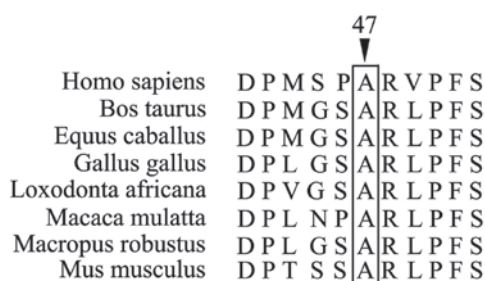 47
Homo sapiens D P M S P A R V P F S
Bos taurus D P M G S A R L P F S
Equus caballus D P M G S A R L P F S
Gallus gallus D P L G S A R L P F S
Loxodonta africana D P V G S A R L P F S
Macaca mulatta D P L N P A R L P F S
Macropus robustus D P L G S A R L P F S
Mus musculus D P T S S A R L P F S